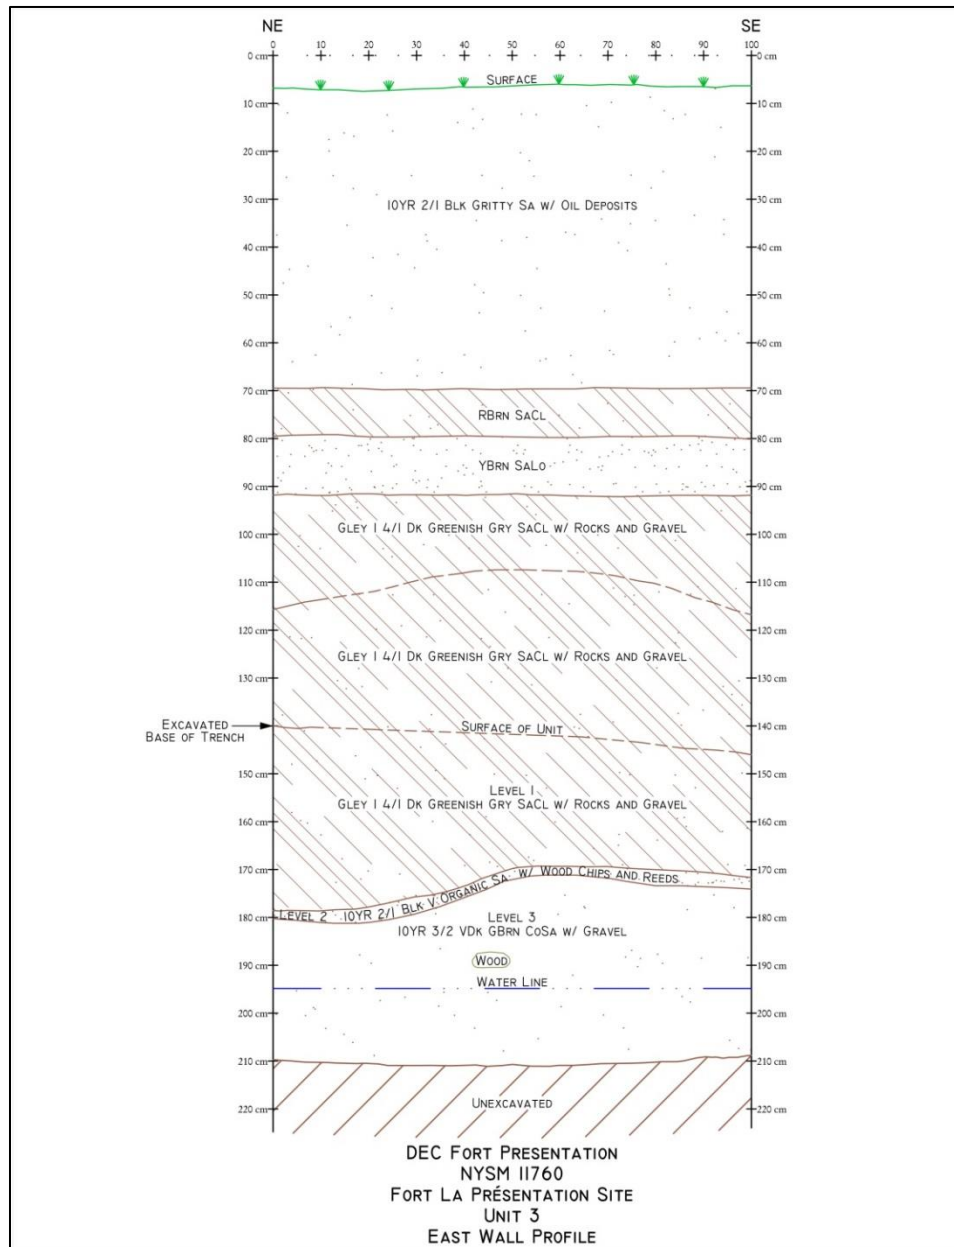 NE SE
0 10 20 30 40 50 60 70 80 90 100
0 cm 0 cm
SURFACE
10 cm 10 cm
20 cm 20 cm
30 cm 10YR 2/1 BLK GRITTY SA W/ OIL DEPOSITS 30 cm
40 cm 40 cm
50 cm 50 cm
60 cm 60 cm
70 cm 70 cm
RBRN SACL
80 cm 80 cm
YBRN SALO
90 cm 90 cm
GLEY 1 4/1 DK GREENISH GRY SACL W/ ROCKS AND GRAVEL
100 cm 100 cm
110 cm 110 cm
120 cm 120 cm
GLEY 1 4/1 DK GREENISH GRY SACL W/ ROCKS AND GRAVEL
130 cm 130 cm
EXCAVATED
BASE OF TRENCH
140 cm SURFACE OF UNIT 140 cm
150 cm 150 cm
LEVEL 1
GLEY 1 4/1 DK GREENISH GRY SACL W/ ROCKS AND GRAVEL
160 cm 160 cm
170 cm 170 cm
LEVEL 2 10YR 2/1 BLK V. ORGANIC SA W/ WOOD CHIPS AND REEDS
180 cm 180 cm
LEVEL 3
10YR 3/2 VDK GBRN COSA W/ GRAVEL
190 cm WOOD 190 cm
WATER LINE
200 cm 200 cm
210 cm 210 cm
220 cm UNEXCAVATED 220 cm
DEC FORT PRESENTATION
NYSM 11760
FORT LA PRÉSENTATION SITE
UNIT 3
EAST WALL PROFILE